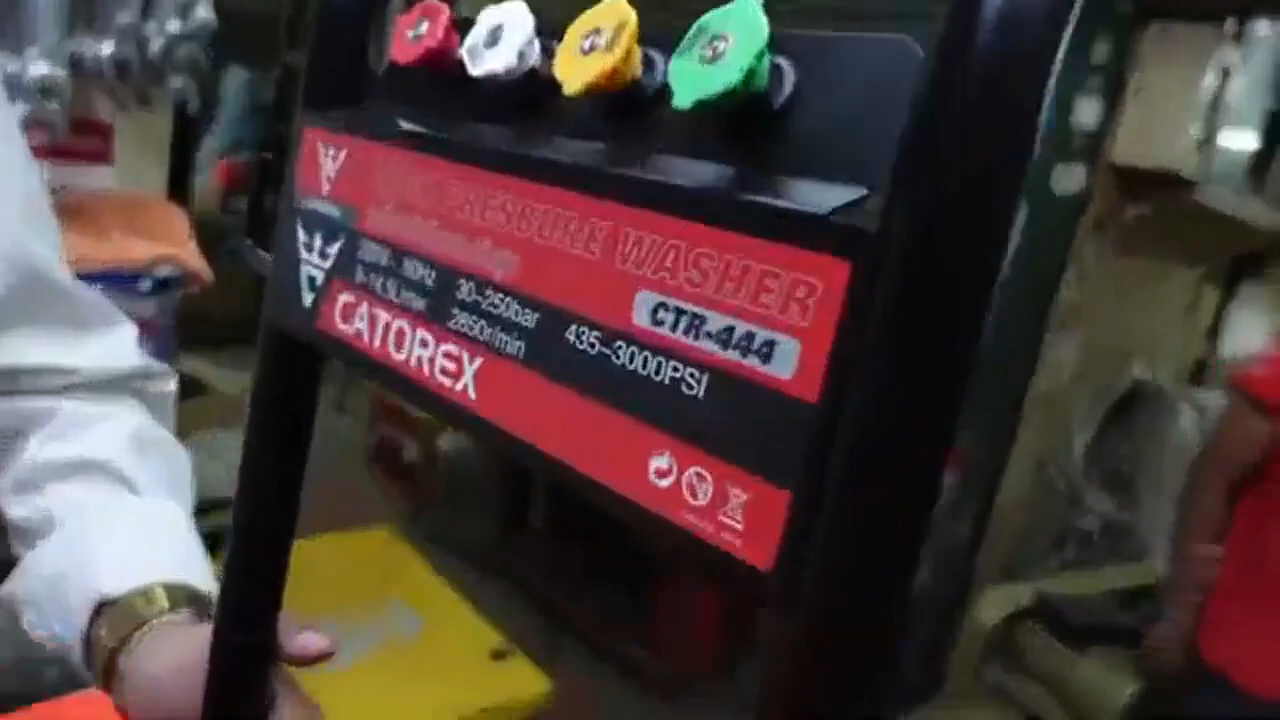 PRESSURE WASHER
CTR-444
30-250bar 435-3000PSI
2850r/min
CATOREX